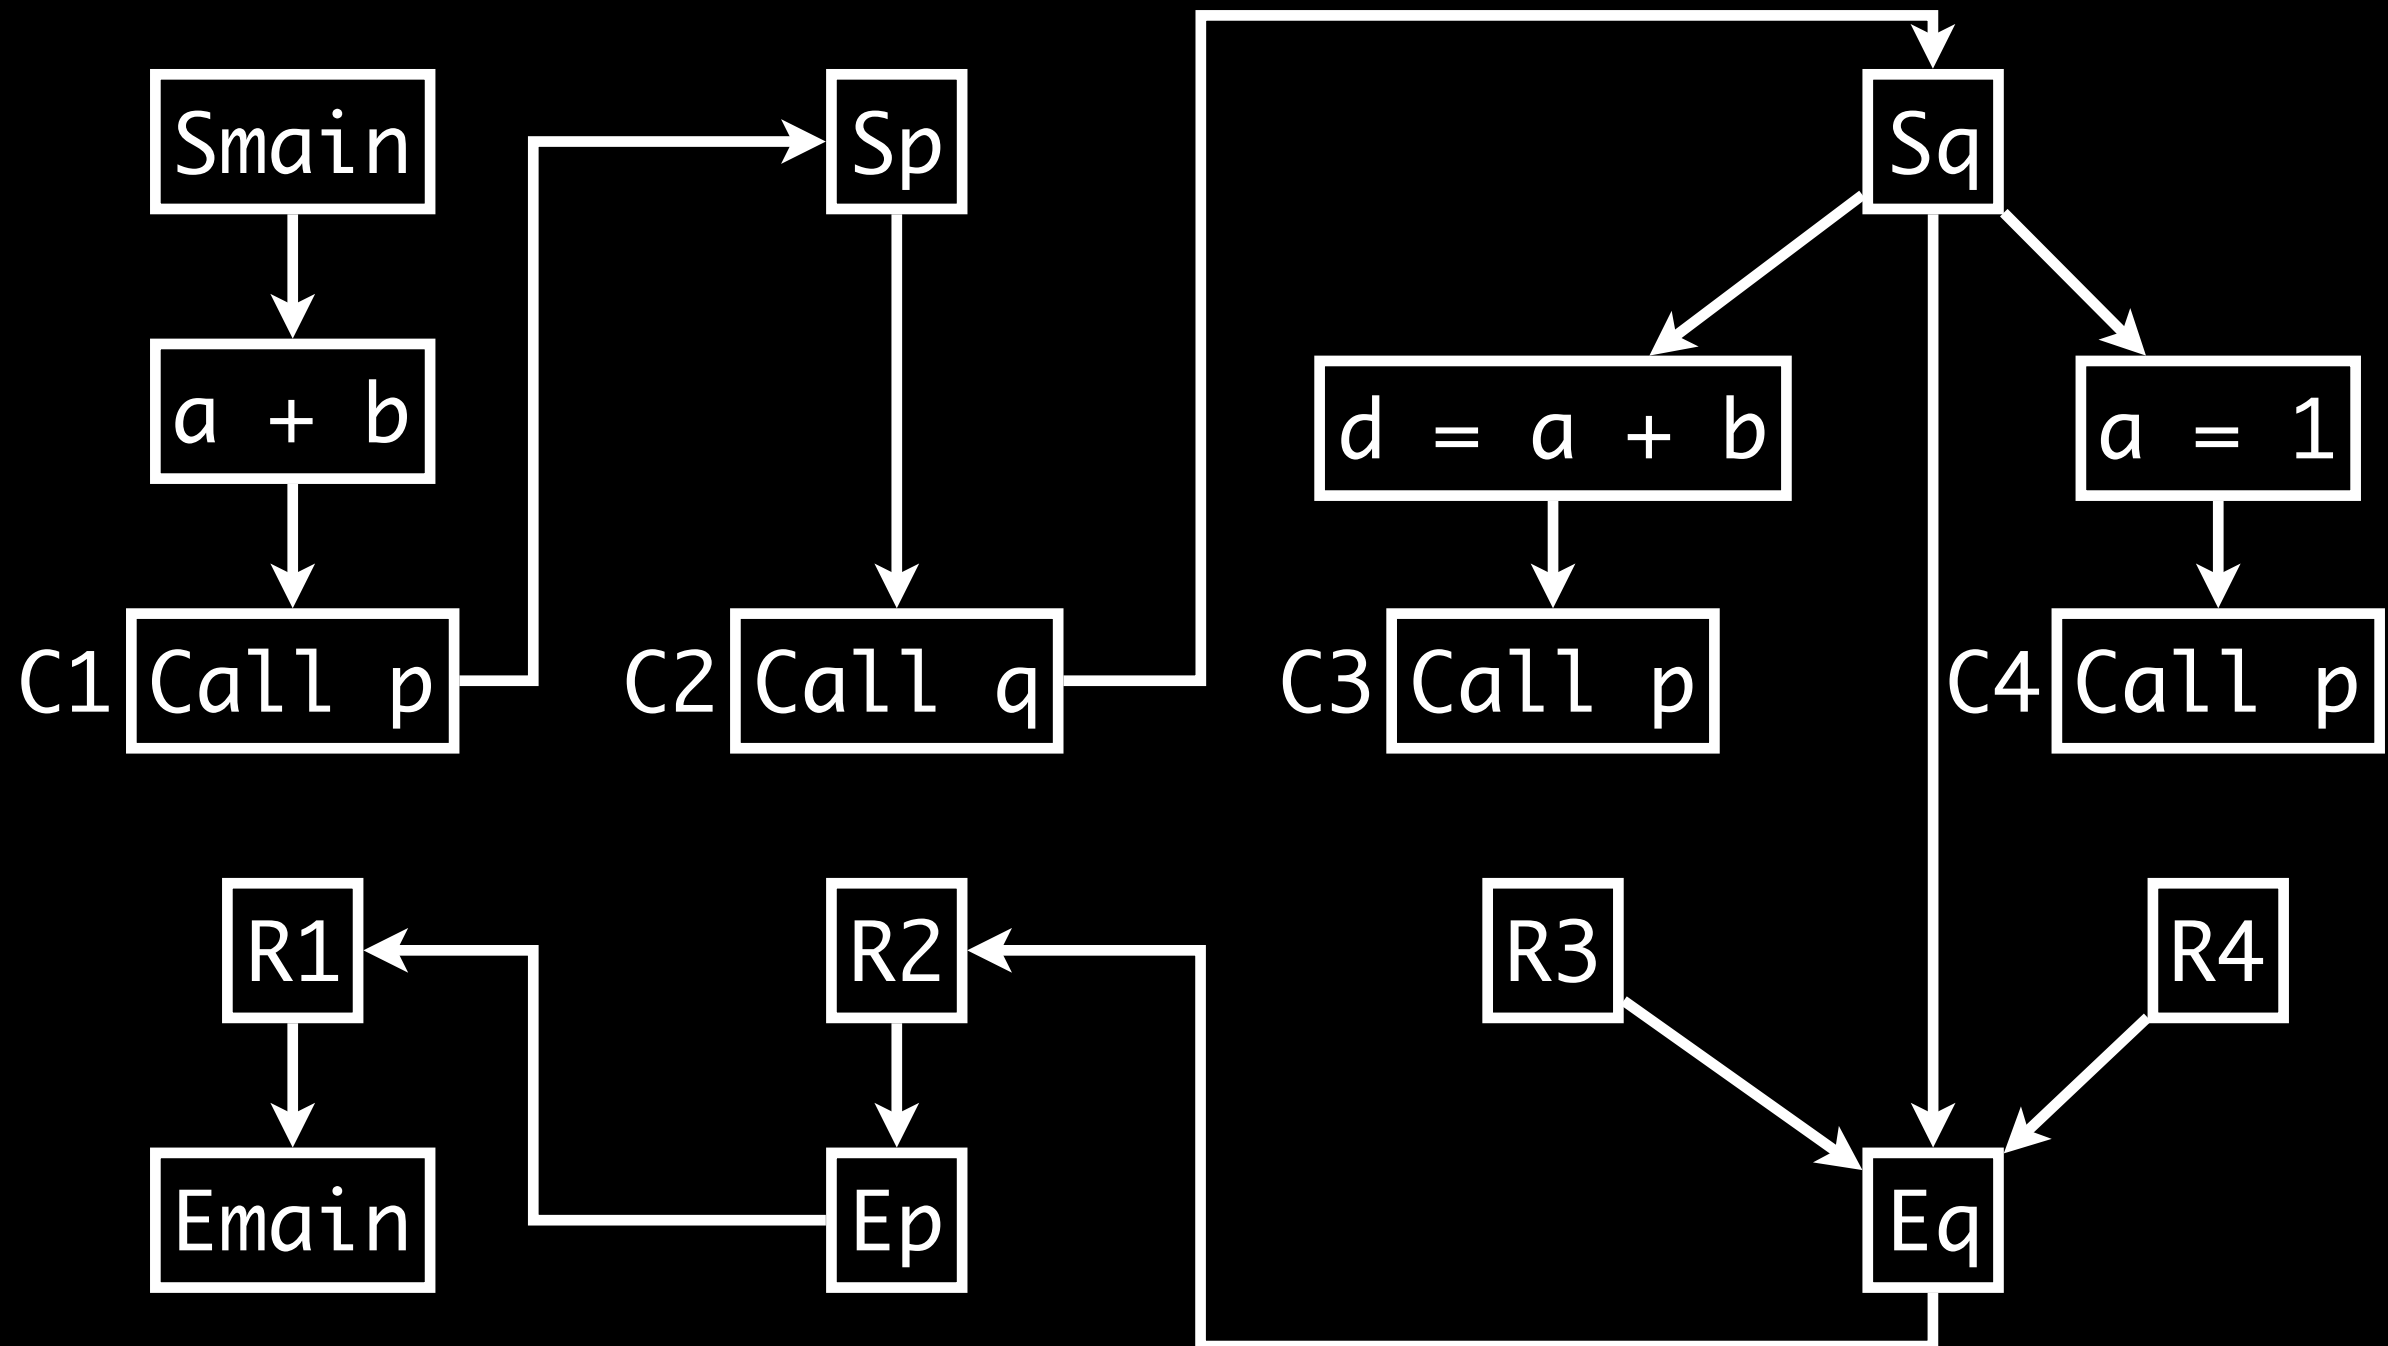 Smain
Sp
Sq
a + b
d = a + b
a = 1
C1 Call p
C2 Call q
C3 Call p
C4 Call p
R1
R2
R3
R4
Emain
Ep
Eq